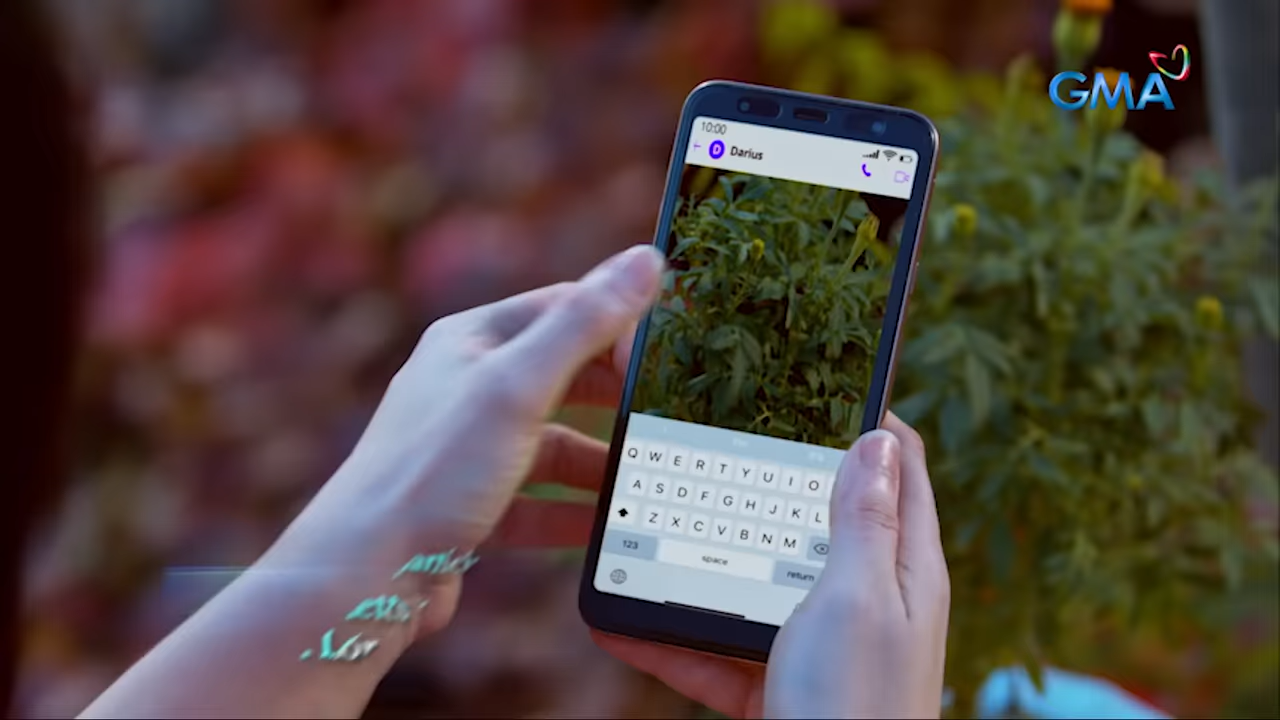 GMA
10:00
D Darius
Q W E R T Y U I O
A S D F G H J K L
Z X C V B N M
123 space return